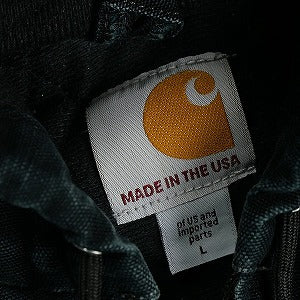 MADE IN THE USA
of US and
imported
parts
L